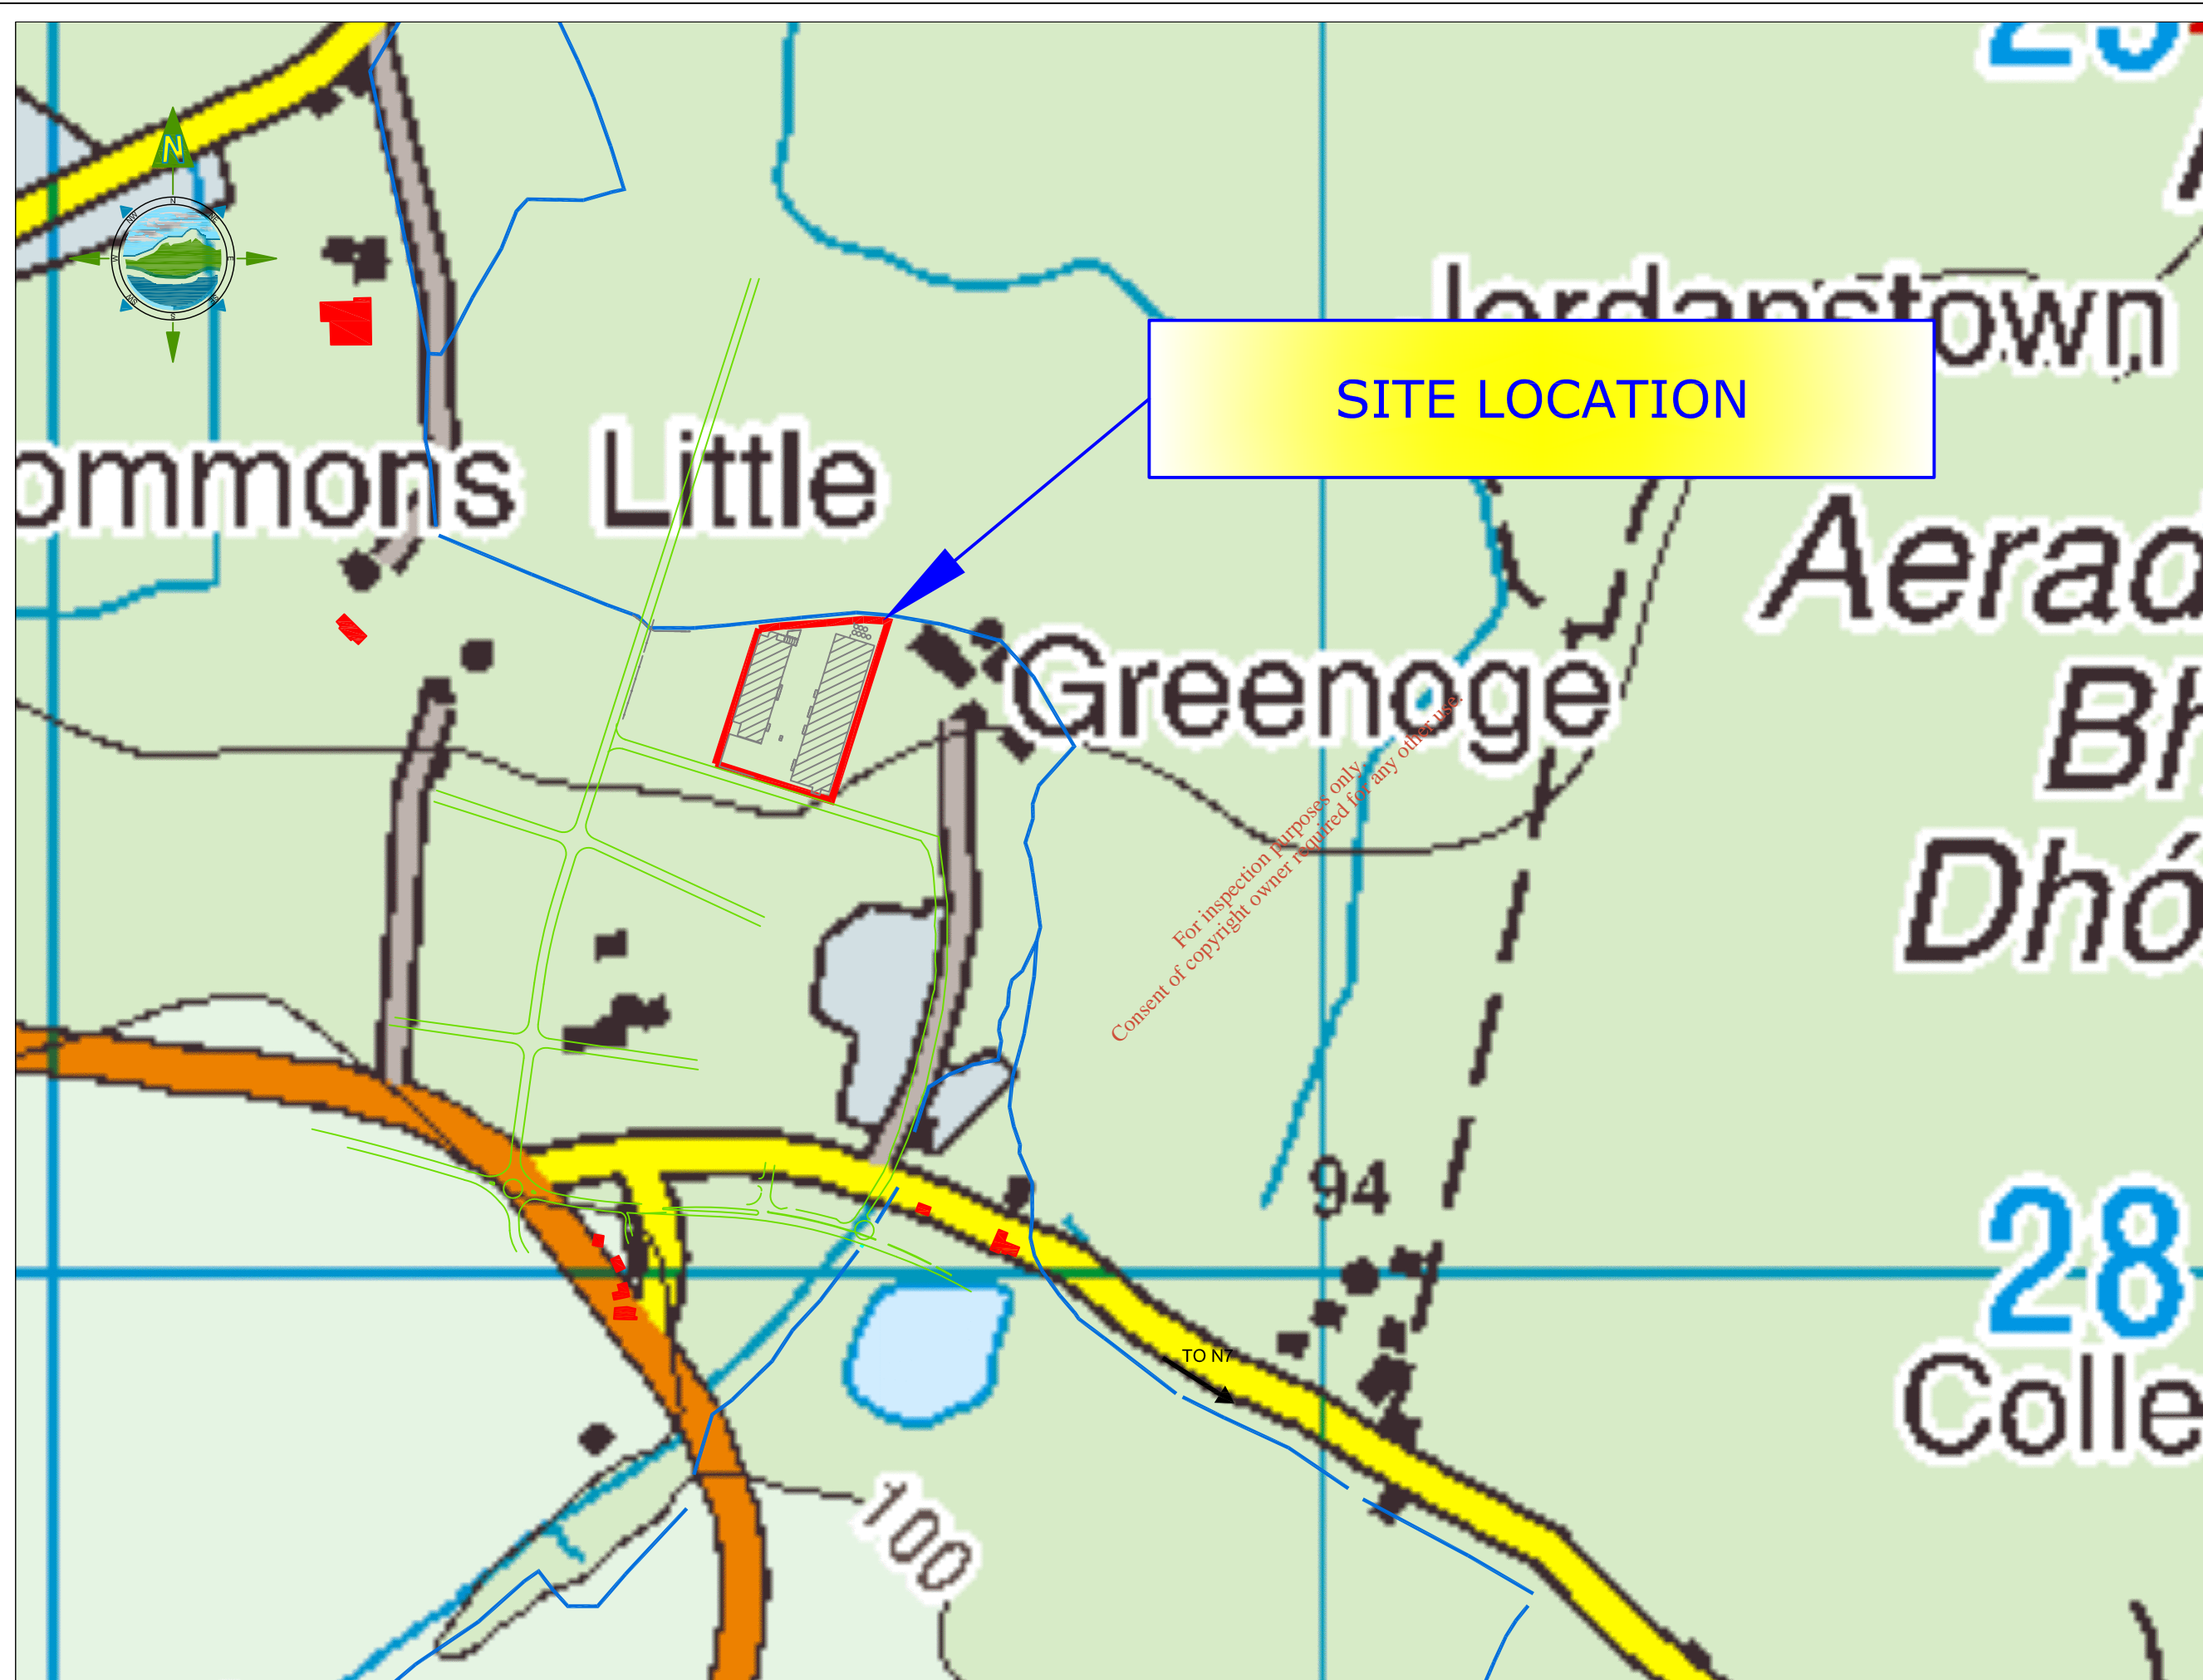 N
Jordanstown
SITE LOCATION
ommons Little
Aerad
Greenoge
Bh
Dhó
For inspection purposes only.
Consent of copyright owner required for any other use.
94
28
TO N7
Colle
100